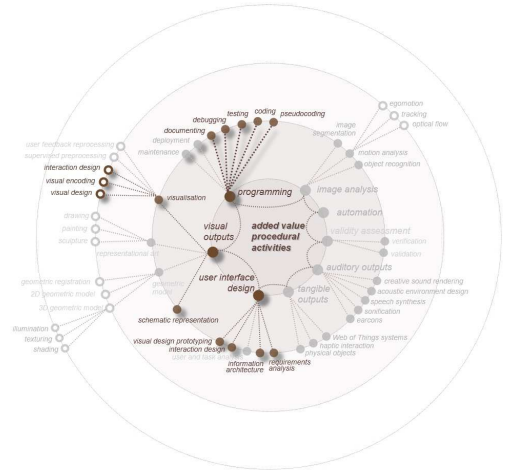 egomotion
tracking
optical flow
image
segmentation
motion analysis
object recognition
coding
testing
pseudocoding
debugging
documenting
deployment
maintenance
user feedback reprocessing
supervised preprocessing
interaction design
visual encoding
visual design
visualisation
programming
image analysis
automation
validity assessment
verification
validation
auditory outputs
tangible
outputs
visual
outputs
added value
procedural
activities
user interface
design
drawing
painting
sculpture
representational art
geometric registration
2D geometric model
3D geometric model
geometric
model
illumination
texturing
shading
schematic representation
visual design prototyping
interaction design
user and task
information
architecture
requirements
analysis
creative sound rendering
acoustic environment design
speech synthesis
sonification
earcons
Web of Things systems
haptic interaction
physical objects